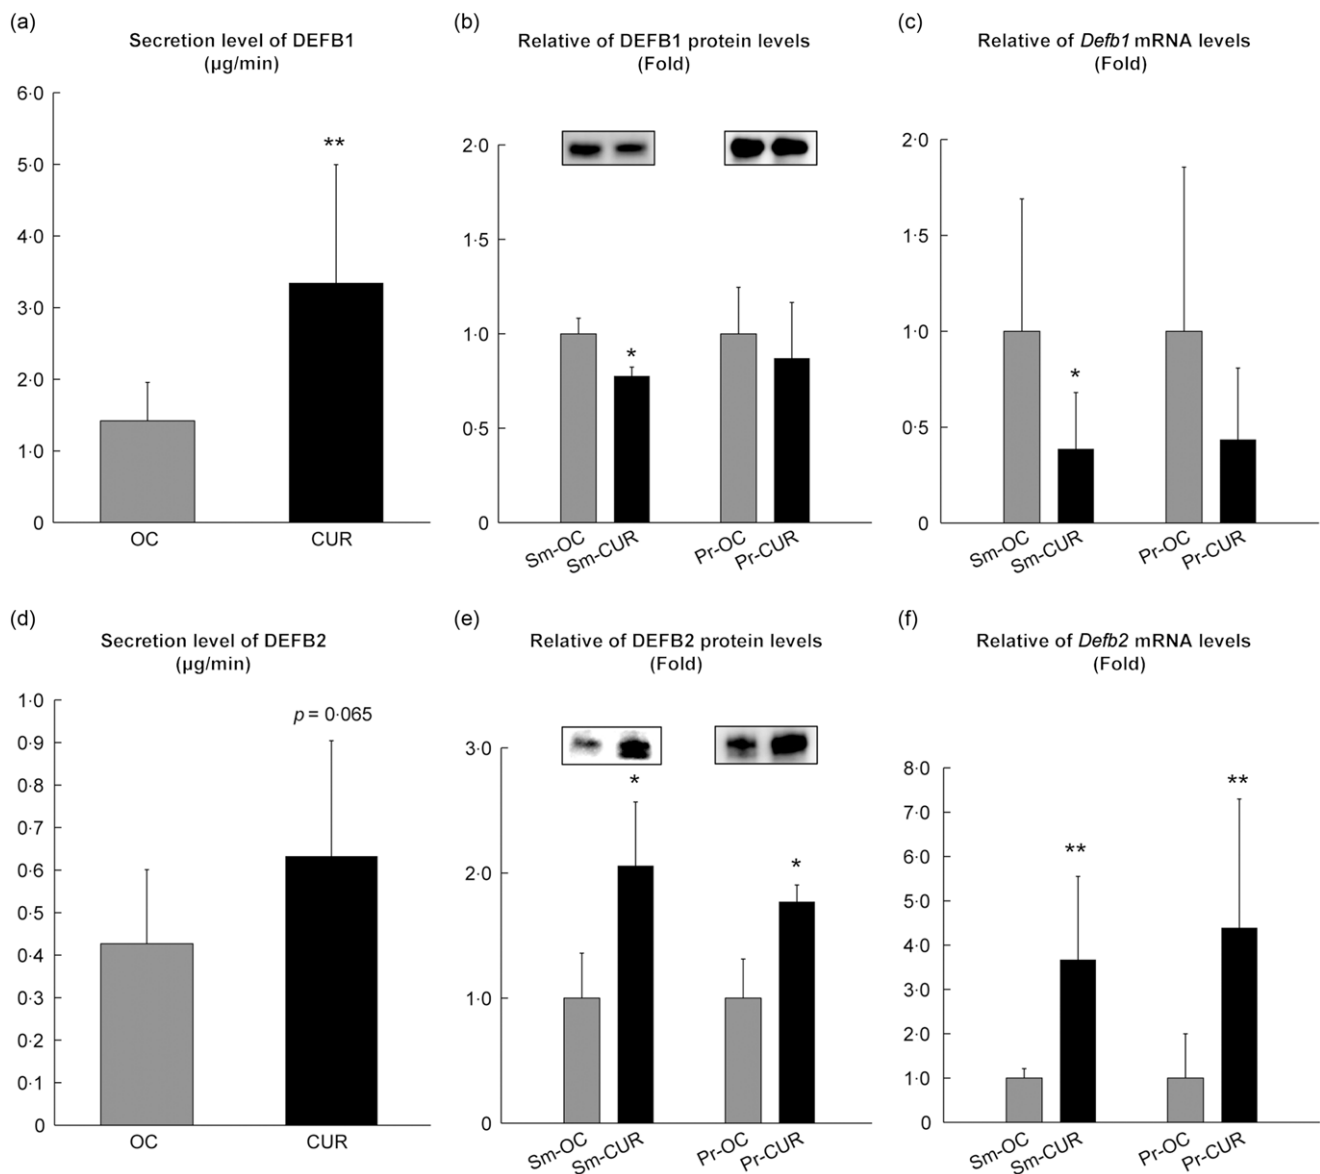 (a)
Secretion level of DEFB1
(µg/min)
6·0
5·0
4·0
3·0
2·0
1·0
0
**
OC
CUR
(b)
Relative of DEFB1 protein levels
(Fold)
2·0
1·5
1·0
0·5
0
*
Sm-OC
Sm-CUR
Pr-OC
Pr-CUR
(c)
Relative of Defb1 mRNA levels
(Fold)
2·0
1·5
1·0
0·5
0
*
Sm-OC
Sm-CUR
Pr-OC
Pr-CUR
(d)
Secretion level of DEFB2
(µg/min)
1·0
0·9
0·8
0·7
0·6
0·5
0·4
0·3
0·2
0·1
0
p = 0·065
OC
CUR
(e)
Relative of DEFB2 protein levels
(Fold)
3·0
2·0
1·0
0
*
*
Sm-OC
Sm-CUR
Pr-OC
Pr-CUR
(f)
Relative of Defb2 mRNA levels
(Fold)
8·0
7·0
6·0
5·0
4·0
3·0
2·0
1·0
0
**
**
Sm-OC
Sm-CUR
Pr-OC
Pr-CUR